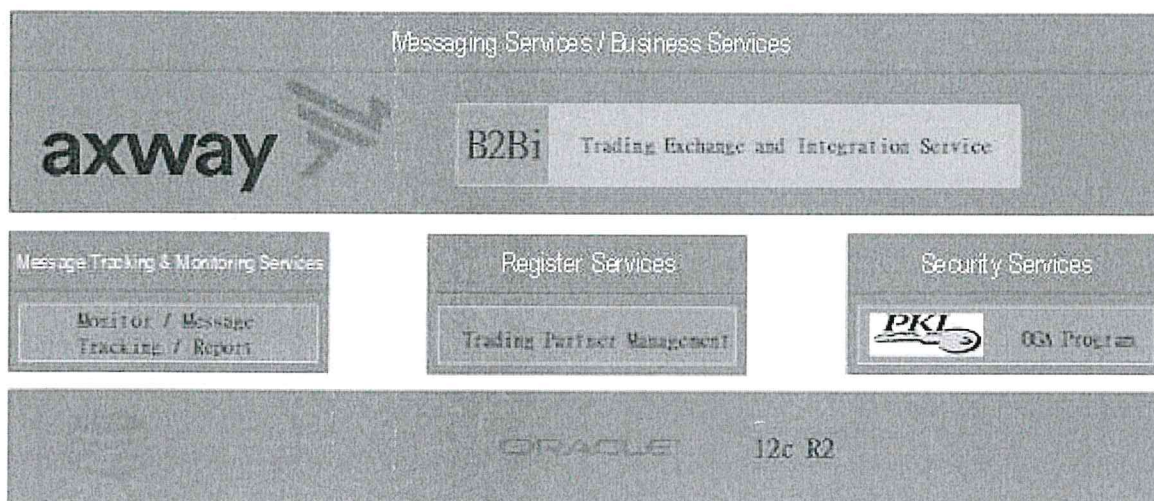 Messaging Services / Business Services
axway
B2Bi Trading Exchange and Integration Service
Message Tracking & Monitoring Services
Monitor / Message
Tracking / Report
Register Services
Trading Partner Management
Security Services
PKI OGA Program
ORACLE 12c R2